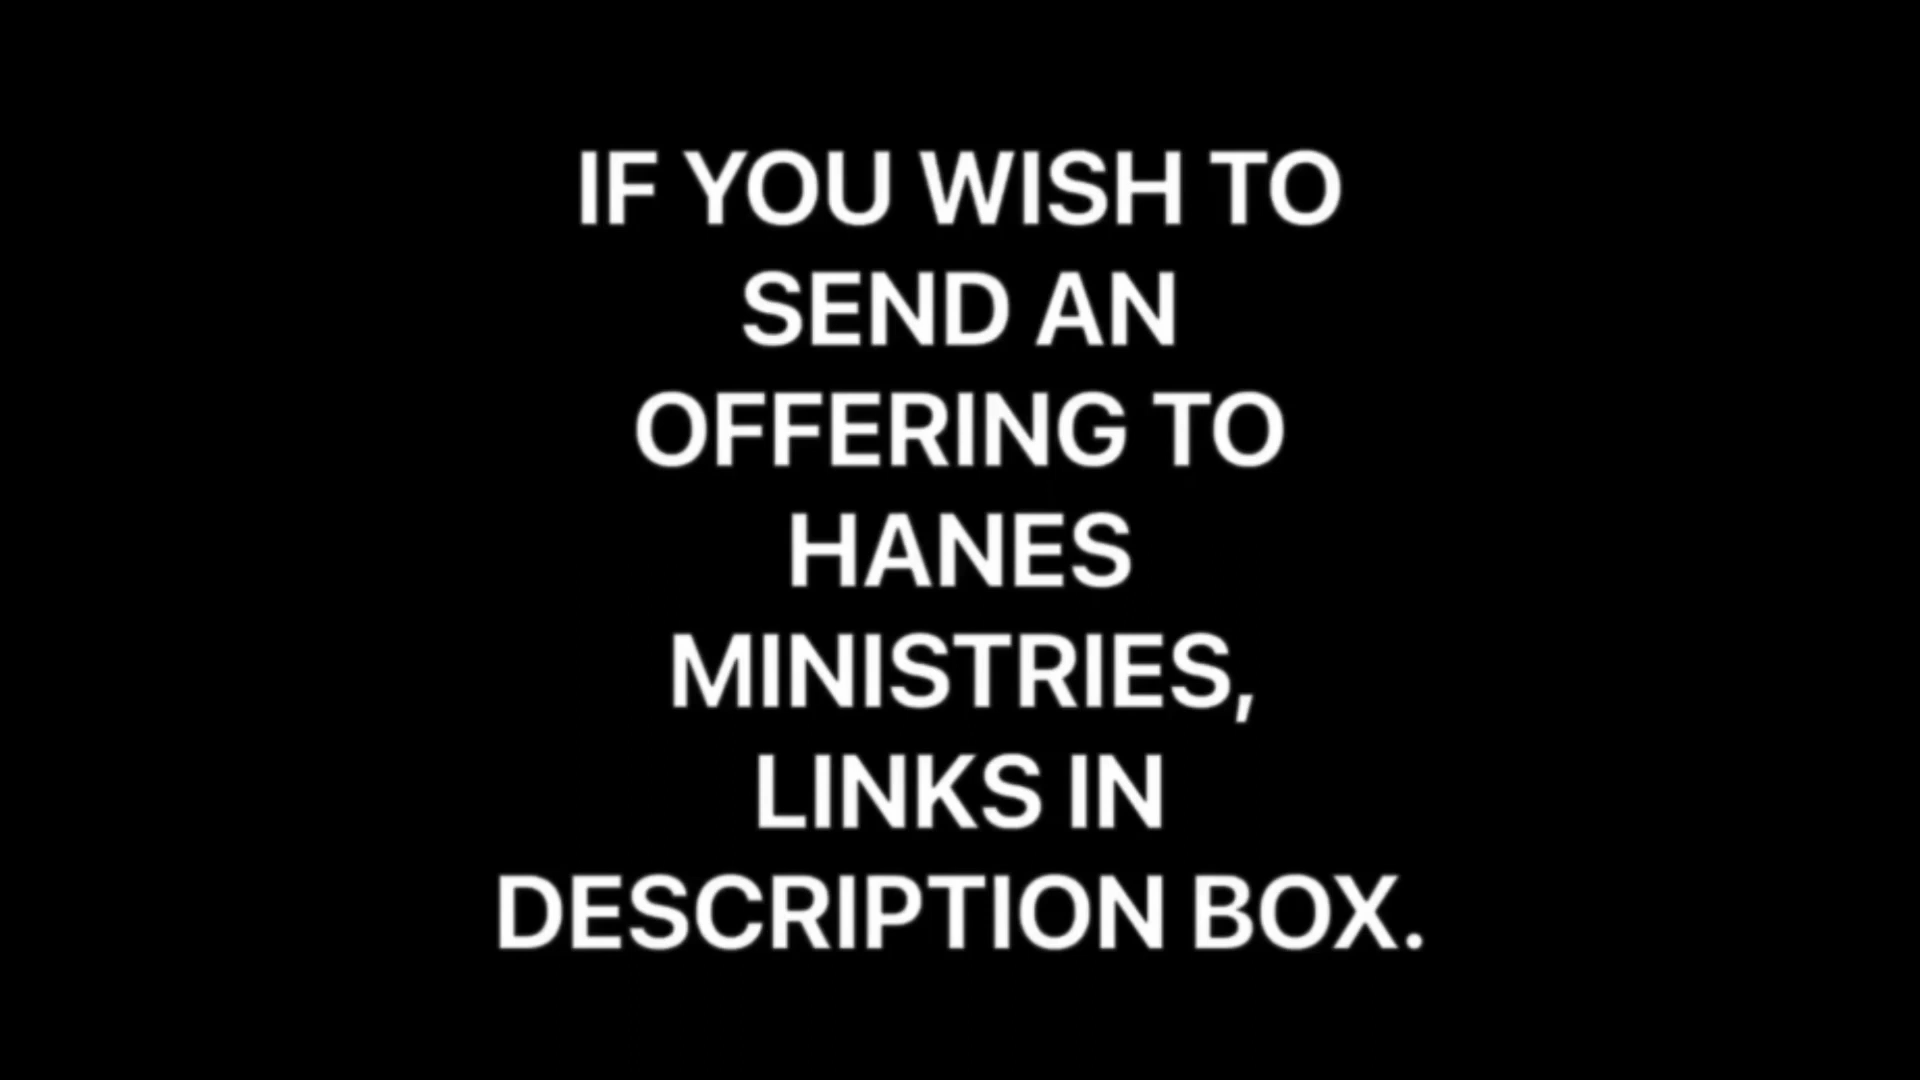 IF YOU WISH TO
SEND AN
OFFERING TO
HANES
MINISTRIES,
LINKS IN
DESCRIPTION BOX.